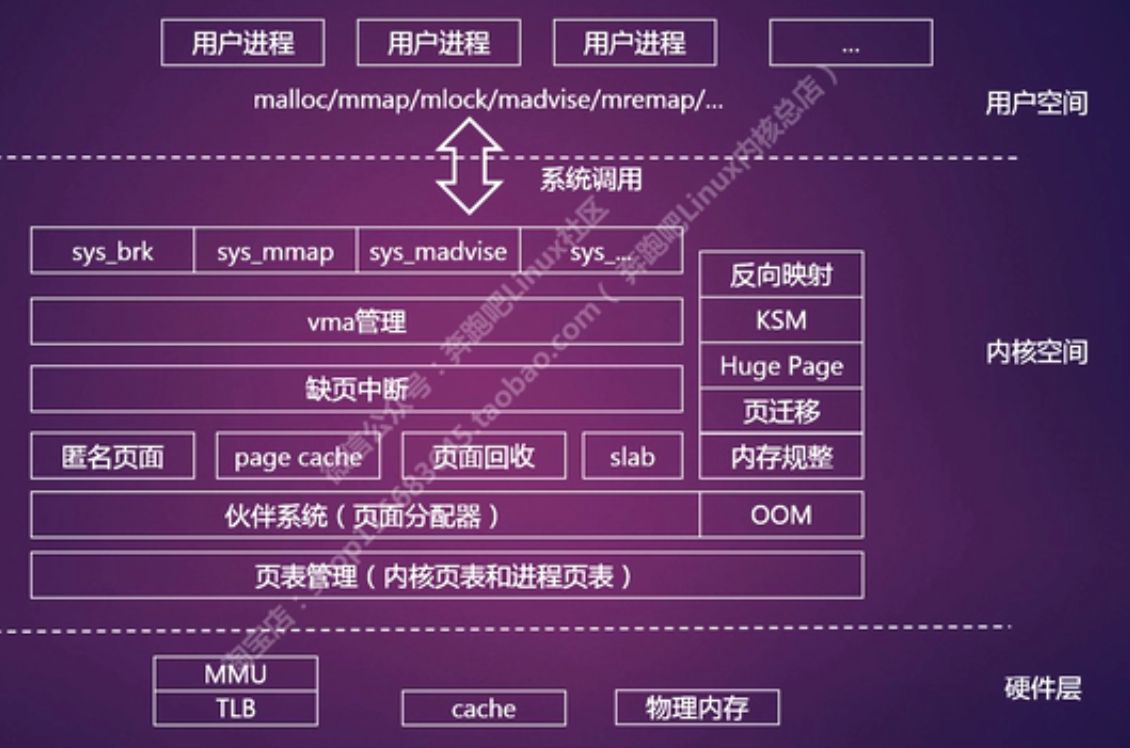 用户进程 用户进程 用户进程 ...
malloc/mmap/mlock/madvise/mremap/...
用户空间
系统调用
sys_brk sys_mmap sys_madvise sys_...
反向映射
vma管理
KSM
内核空间
Huge Page
缺页中断
页迁移
匿名页面 page cache 页面回收 slab 内存规整
伙伴系统（页面分配器） OOM
页表管理（内核页表和进程页表）
MMU
TLB
cache
物理内存
硬件层
微信公众号：奔跑吧Linux社区
淘宝店：
.taobao.com（奔跑吧Linux内核总店）